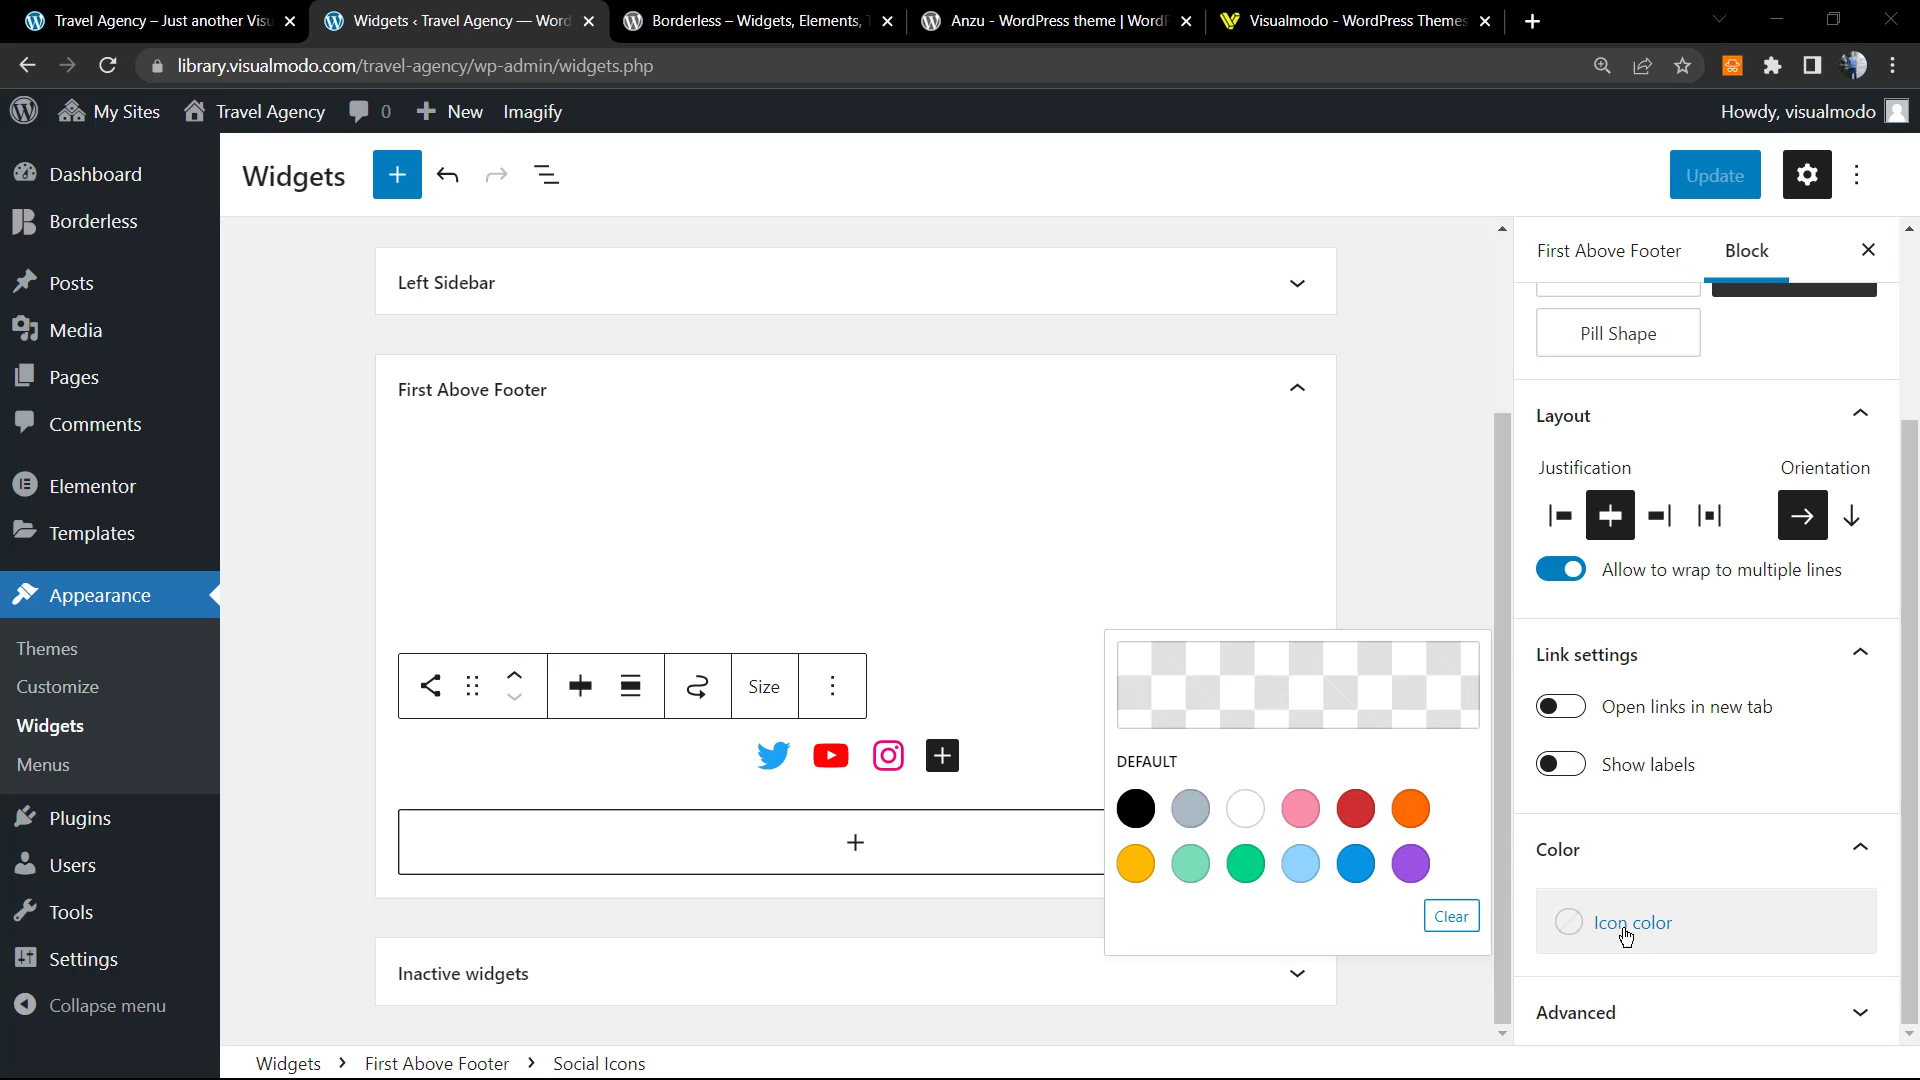 Travel Agency – Just another Visu
Widgets ‹ Travel Agency — Word
Borderless – Widgets, Elements, T
Anzu - WordPress theme | WordP
Visualmodo - WordPress Themes
library.visualmodo.com/travel-agency/wp-admin/widgets.php
My Sites
Travel Agency
0
New
Imagify
Howdy, visualmodo
Dashboard
Borderless
Posts
Media
Pages
Comments
Elementor
Templates
Appearance
Themes
Customize
Widgets
Menus
Plugins
Users
Tools
Settings
Collapse menu
Widgets
Update
Left Sidebar
First Above Footer
Size
DEFAULT
Clear
Inactive widgets
Widgets › First Above Footer › Social Icons
First Above Footer
Block
Pill Shape
Layout
Justification
Orientation
Allow to wrap to multiple lines
Link settings
Open links in new tab
Show labels
Color
Icon color
Advanced